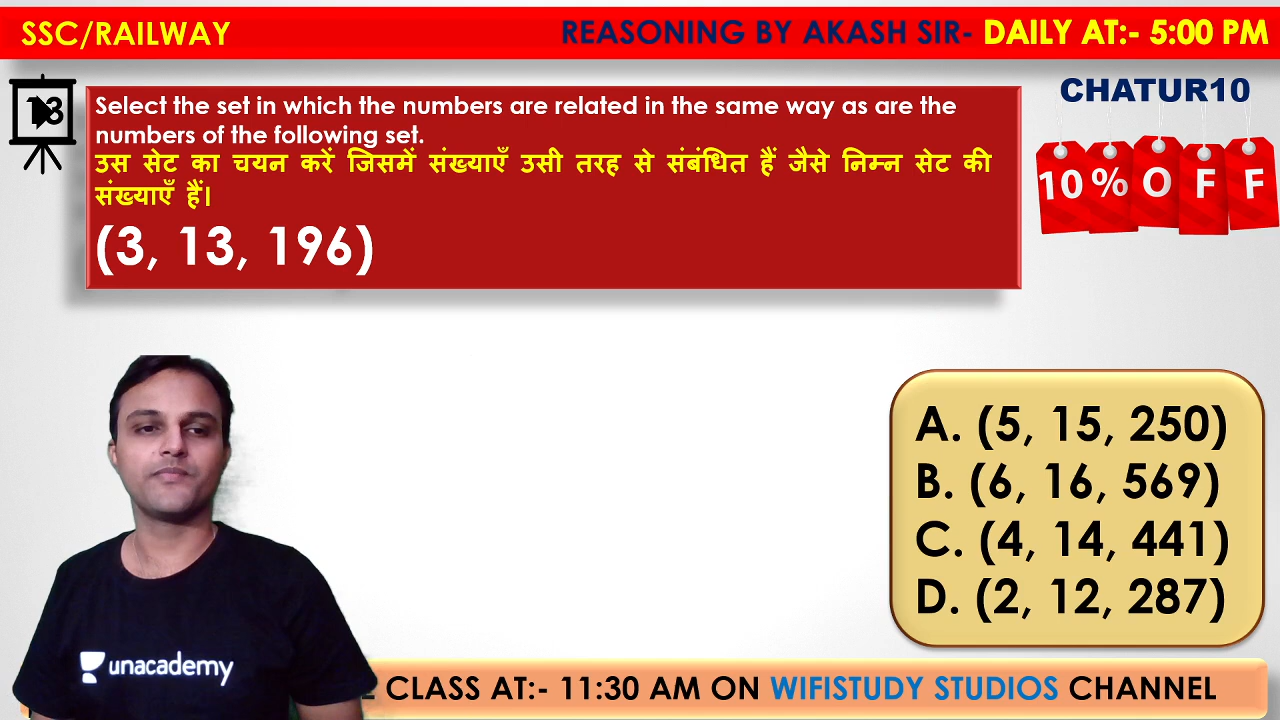 SSC/RAILWAY
REASONING BY AKASH SIR- DAILY AT:- 5:00 PM
CHATUR10
10%OFF
Select the set in which the numbers are related in the same way as are the
numbers of the following set.
उस सेट का चयन करें जिसमें संख्याएँ उसी तरह से संबंधित हैं जैसे निम्न सेट की
संख्याएँ हैं।
(3, 13, 196)
A. (5, 15, 250)
B. (6, 16, 569)
C. (4, 14, 441)
D. (2, 12, 287)
unacademy
CLASS AT:- 11:30 AM ON WIFISTUDY STUDIOS CHANNEL